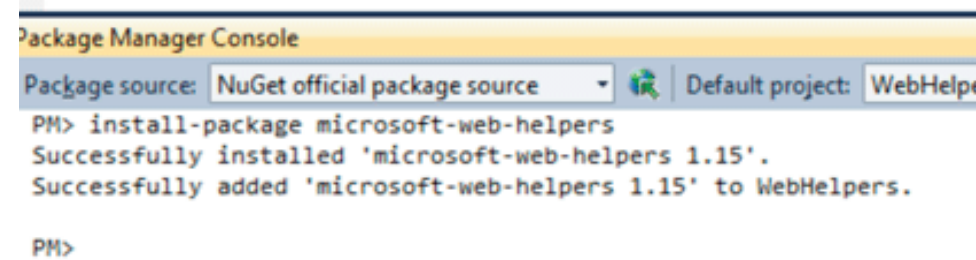 Package Manager Console
Package source: NuGet official package source Default project: WebHelpe
PM> install-package microsoft-web-helpers
Successfully installed 'microsoft-web-helpers 1.15'.
Successfully added 'microsoft-web-helpers 1.15' to WebHelpers.
PM>